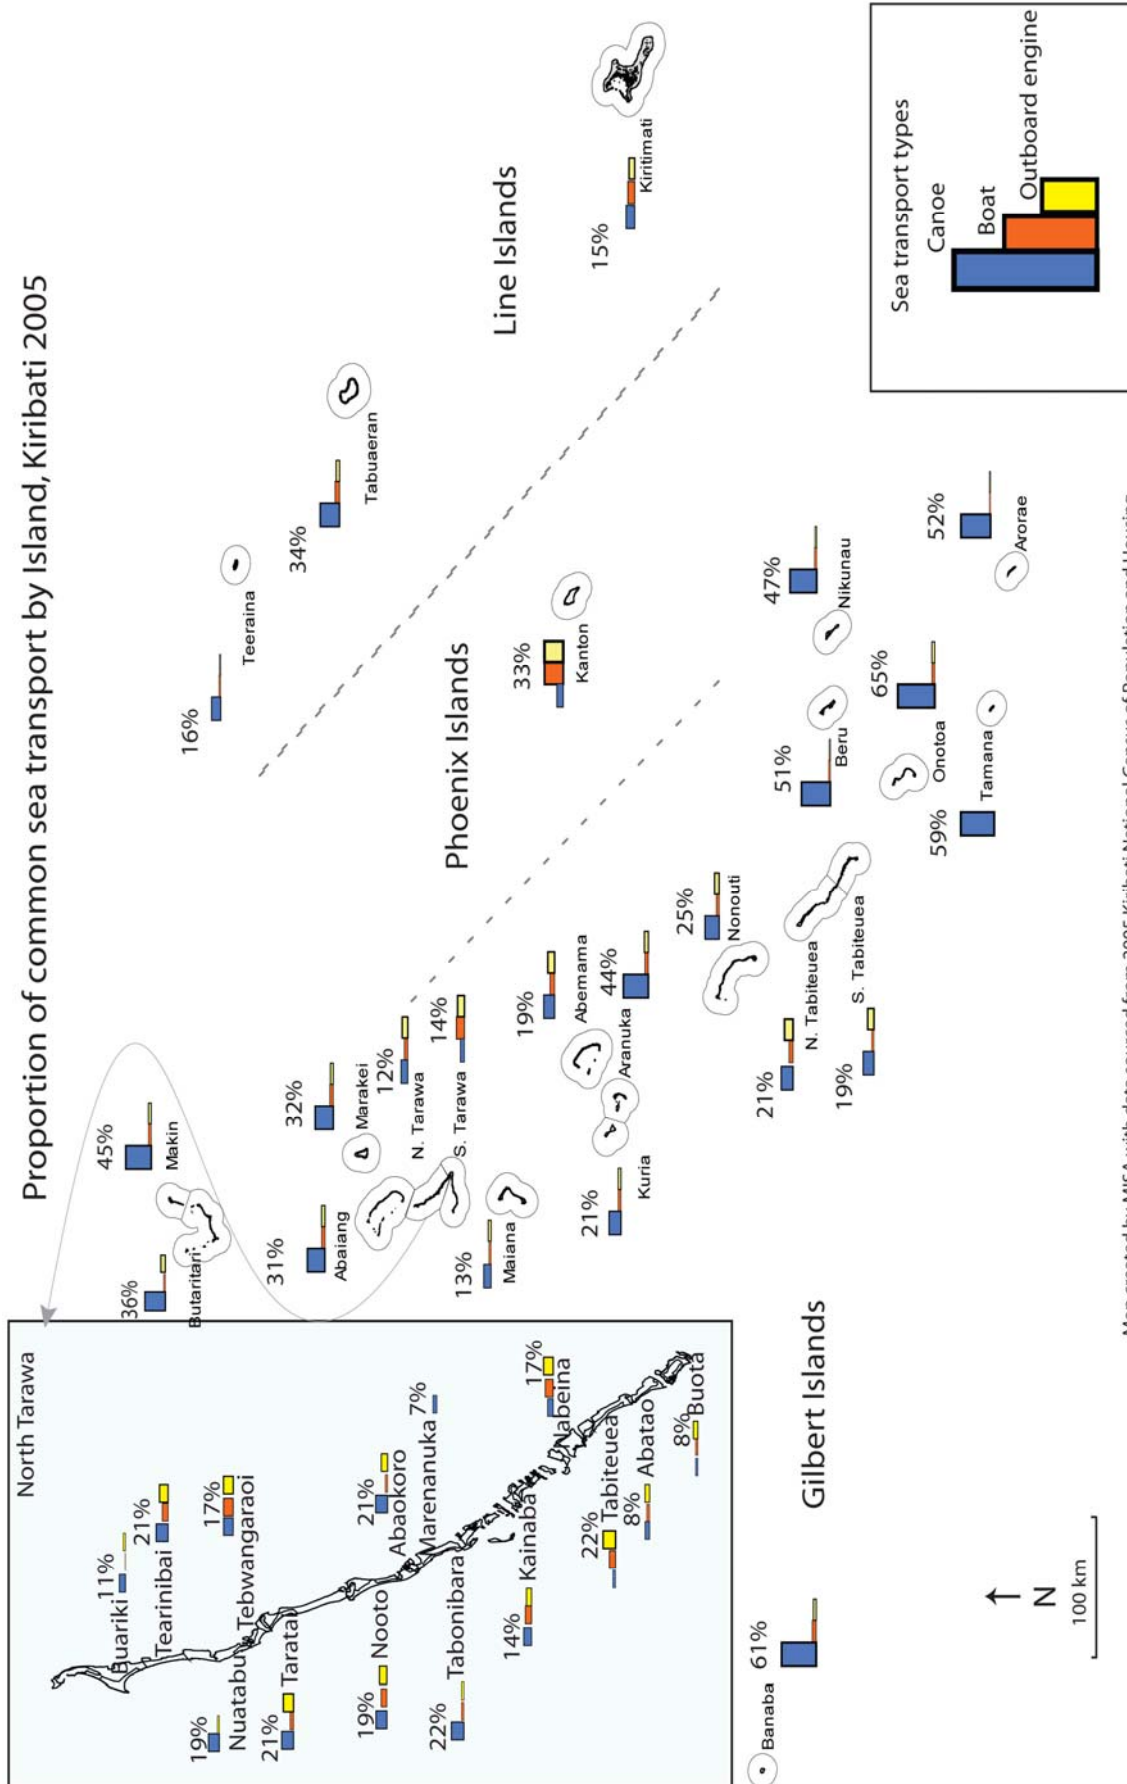 Proportion of common sea transport by Island, Kiribati 2005
North Tarawa
Buariki
11%
Tearinibai
21%
19%
Nuatabu
Tebwangaraoi
17%
21%
Taratai
19%
Nooto
21%
Abaokoro
Marenanuka
7%
22%
Tabonibara
14%
Kainaba
17%
Nabeina
22%
Tabiteuea
8%
Abatao
8%
Buota
36%
Butaritari
45%
Makin
31%
Abaiang
32%
Marakei
12%
N. Tarawa
14%
S. Tarawa
13%
Maiana
19%
Abemama
21%
Kuria
44%
Aranuka
25%
Nonouti
21%
N. Tabiteuea
19%
S. Tabiteuea
51%
Beru
47%
Nikunau
65%
Onotoa
59%
Tamana
52%
Arorae
Banaba
61%
Gilbert Islands
Phoenix Islands
33%
Kanton
Line Islands
16%
Teeraina
34%
Tabuaeran
15%
Kiritimati
N
100 km
Sea transport types
Canoe
Boat
Outboard engine